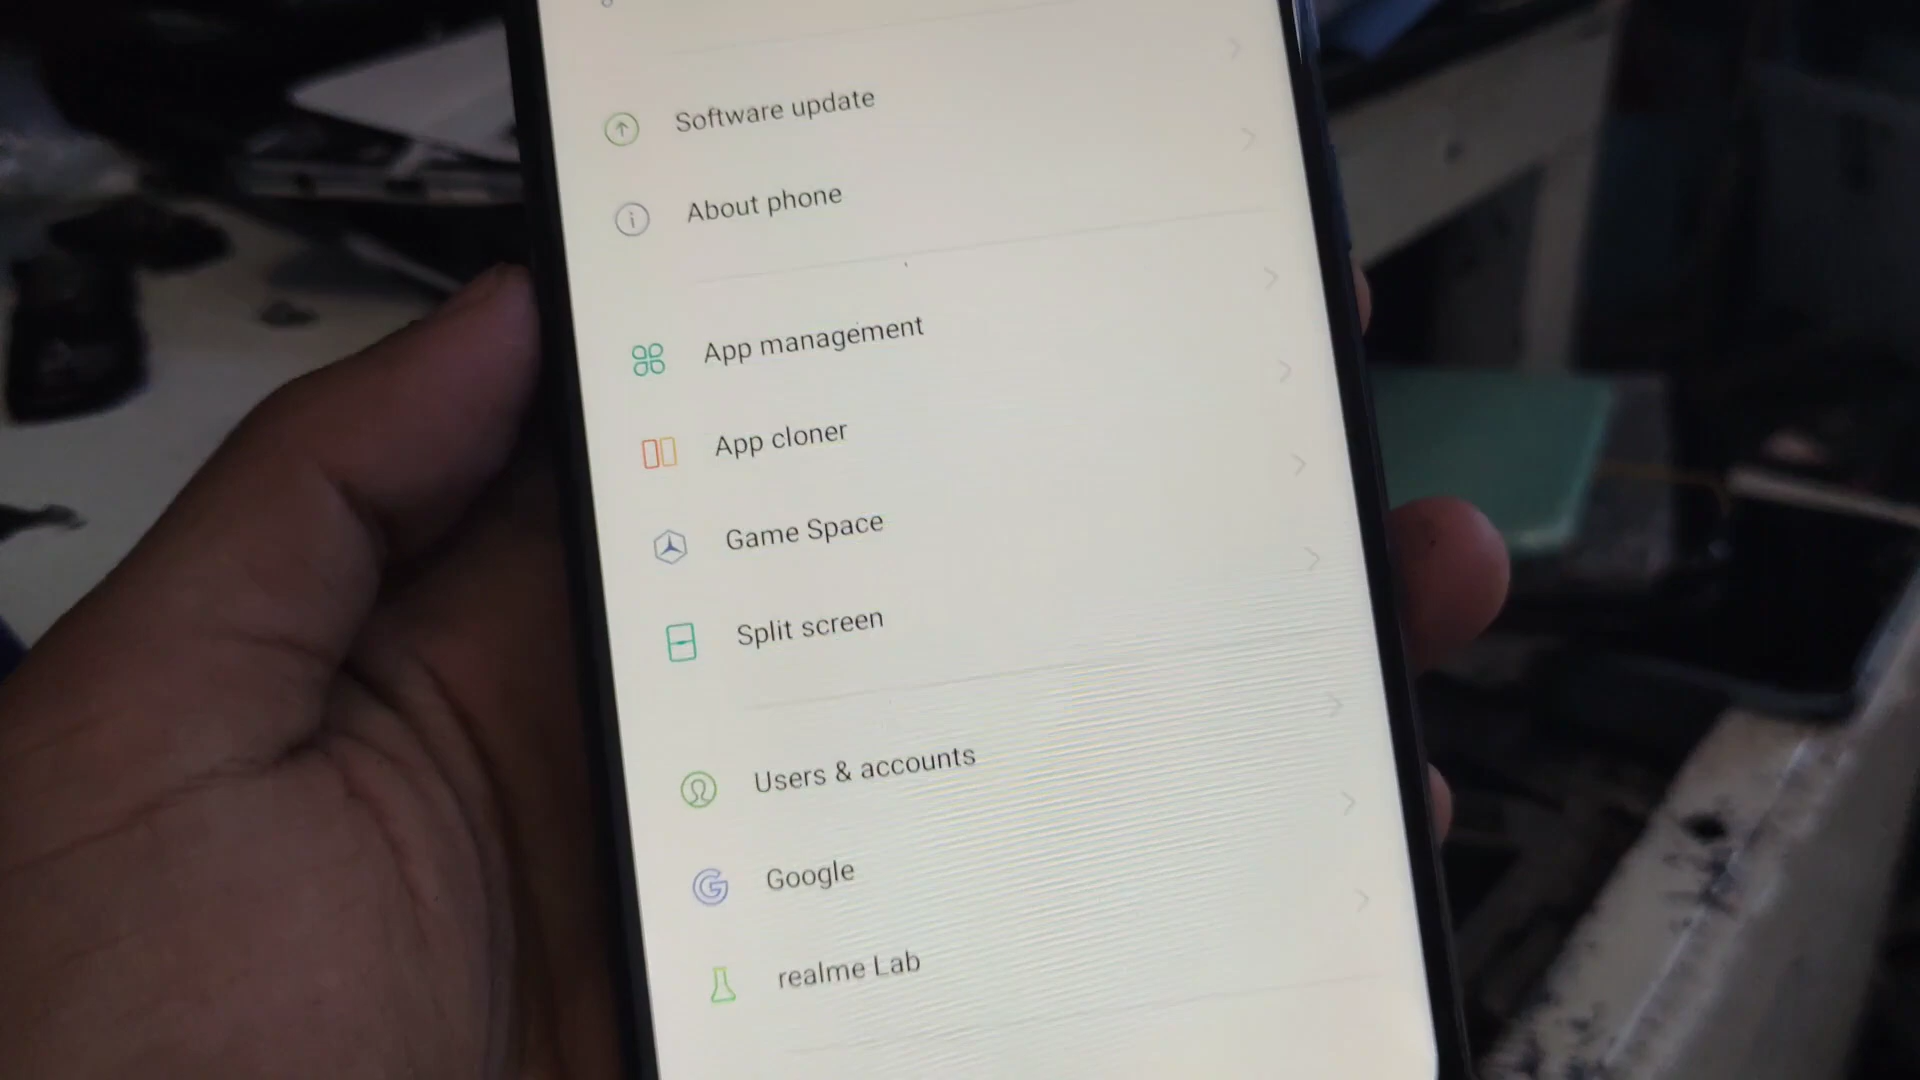 Software update
About phone
App management
App cloner
Game Space
Split screen
Users & accounts
Google
realme Lab